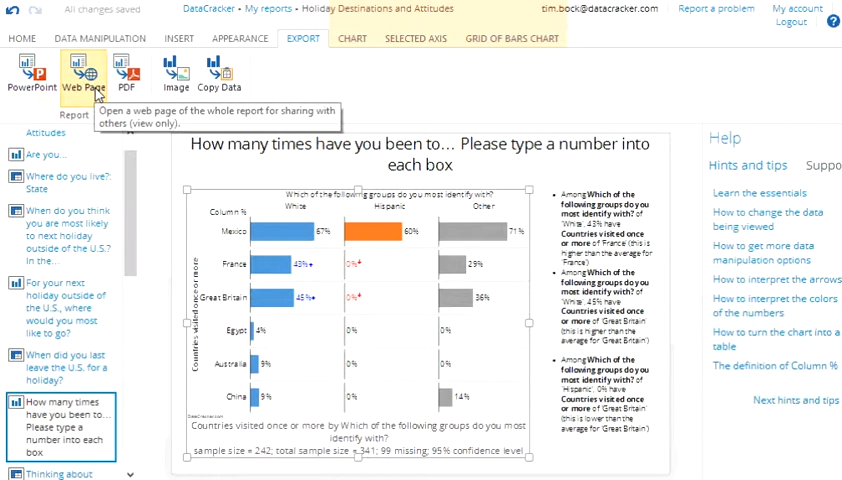 All changes saved
DataCracker › My reports › Holiday Destinations and Attitudes
tim.bock@datacracker.com
Report a problem
My account
Logout
?
HOME
DATA MANIPULATION
INSERT
APPEARANCE
EXPORT
CHART
SELECTED AXIS
GRID OF BARS CHART
PowerPoint
Web Page
PDF
Image
Copy Data
Report
Open a web page of the whole report for sharing with
others (view only).
Attitudes
Are you...
Where do you live?:
State
When do you think
you are most likely
to next holiday
outside of the U.S.?
In the...
For your next
holiday outside of
the U.S., where
would you most
like to go?
When did you last
leave the U.S. for a
holiday?
How many times
have you been to...
Please type a
number into each
box
Thinking about
How many times have you been to... Please type a number into
each box
Which of the following groups do you most identify with?
Column %
White
Hispanic
Other
Countries visited once or more
Mexico 67% 60% 71%
France 43% 0% 29%
Great Britain 45% 0% 36%
Egypt 4% 0% 0%
Australia 9% 0% 0%
China 9% 0% 14%
DataCracker.com
Countries visited once or more by Which of the following groups do you most
identify with?
sample size = 242; total sample size = 341; 99 missing; 95% confidence level
• Among Which of the
following groups do you
most identify with? of
'White', 43% have
Countries visited once
or more of 'France' (this is
higher than the average for
'France')
• Among Which of the
following groups do you
most identify with? of
'White', 45% have
Countries visited once
or more of 'Great Britain'
(this is higher than the
average for 'Great Britain')
• Among Which of the
following groups do you
most identify with? of
'Hispanic', 0% have
Countries visited once
or more of 'Great Britain'
(this is lower than the
average for 'Great Britain')
Help
Hints and tips
Suppo
Learn the essentials
How to change the data
being viewed
How to get more data
manipulation options
How to interpret the arrows
How to interpret the colors
of the numbers
How to turn the chart into a
table
The definition of Column %
Next hints and tips